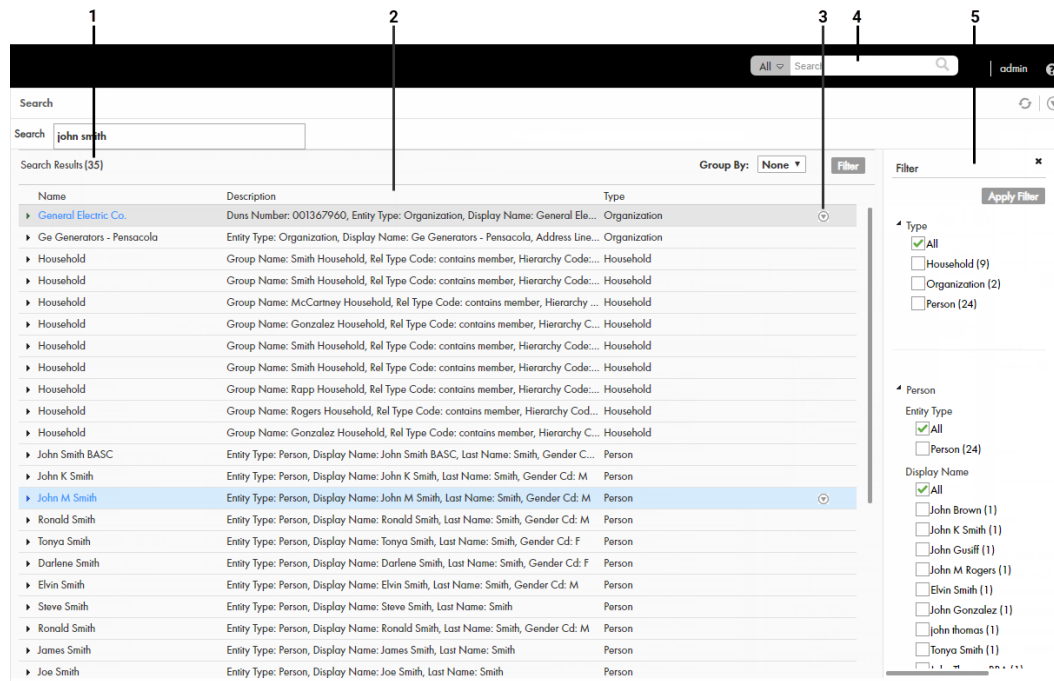 1 2 3 4 5
All Search admin
Search
Search john smith
Search Results (35) Group By: None Filter
Name Description Type
General Electric Co. Duns Number: 001367960, Entity Type: Organization, Display Name: General Ele... Organization
Ge Generators - Pensacola Entity Type: Organization, Display Name: Ge Generators - Pensacola, Address Line... Organization
Household Group Name: Smith Household, Rel Type Code: contains member, Hierarchy Code:... Household
Household Group Name: Smith Household, Rel Type Code: contains member, Hierarchy Code:... Household
Household Group Name: McCartney Household, Rel Type Code: contains member, Hierarchy ... Household
Household Group Name: Gonzalez Household, Rel Type Code: contains member, Hierarchy C... Household
Household Group Name: Smith Household, Rel Type Code: contains member, Hierarchy Code:... Household
Household Group Name: Smith Household, Rel Type Code: contains member, Hierarchy Code:... Household
Household Group Name: Rapp Household, Rel Type Code: contains member, Hierarchy Code:... Household
Household Group Name: Rogers Household, Rel Type Code: contains member, Hierarchy Cod... Household
Household Group Name: Gonzalez Household, Rel Type Code: contains member, Hierarchy C... Household
John Smith BASC Entity Type: Person, Display Name: John Smith BASC, Last Name: Smith, Gender C... Person
John K Smith Entity Type: Person, Display Name: John K Smith, Last Name: Smith, Gender Cd: M Person
John M Smith Entity Type: Person, Display Name: John M Smith, Last Name: Smith, Gender Cd: M Person
Ronald Smith Entity Type: Person, Display Name: Ronald Smith, Last Name: Smith, Gender Cd: M Person
Tonya Smith Entity Type: Person, Display Name: Tonya Smith, Last Name: Smith, Gender Cd: F Person
Darlene Smith Entity Type: Person, Display Name: Darlene Smith, Last Name: Smith, Gender Cd: F Person
Elvin Smith Entity Type: Person, Display Name: Elvin Smith, Last Name: Smith, Gender Cd: M Person
Steve Smith Entity Type: Person, Display Name: Steve Smith, Last Name: Smith Person
Ronald Smith Entity Type: Person, Display Name: Ronald Smith, Last Name: Smith, Gender Cd: M Person
James Smith Entity Type: Person, Display Name: James Smith, Last Name: Smith Person
Joe Smith Entity Type: Person, Display Name: Joe Smith, Last Name: Smith Person
Filter
Apply Filter
Type
All
Household (9)
Organization (2)
Person (24)
Person
Entity Type
All
Person (24)
Display Name
All
John Brown (1)
John K Smith (1)
John Gusiff (1)
John M Rogers (1)
Elvin Smith (1)
John Gonzalez (1)
john thomas (1)
Tonya Smith (1)